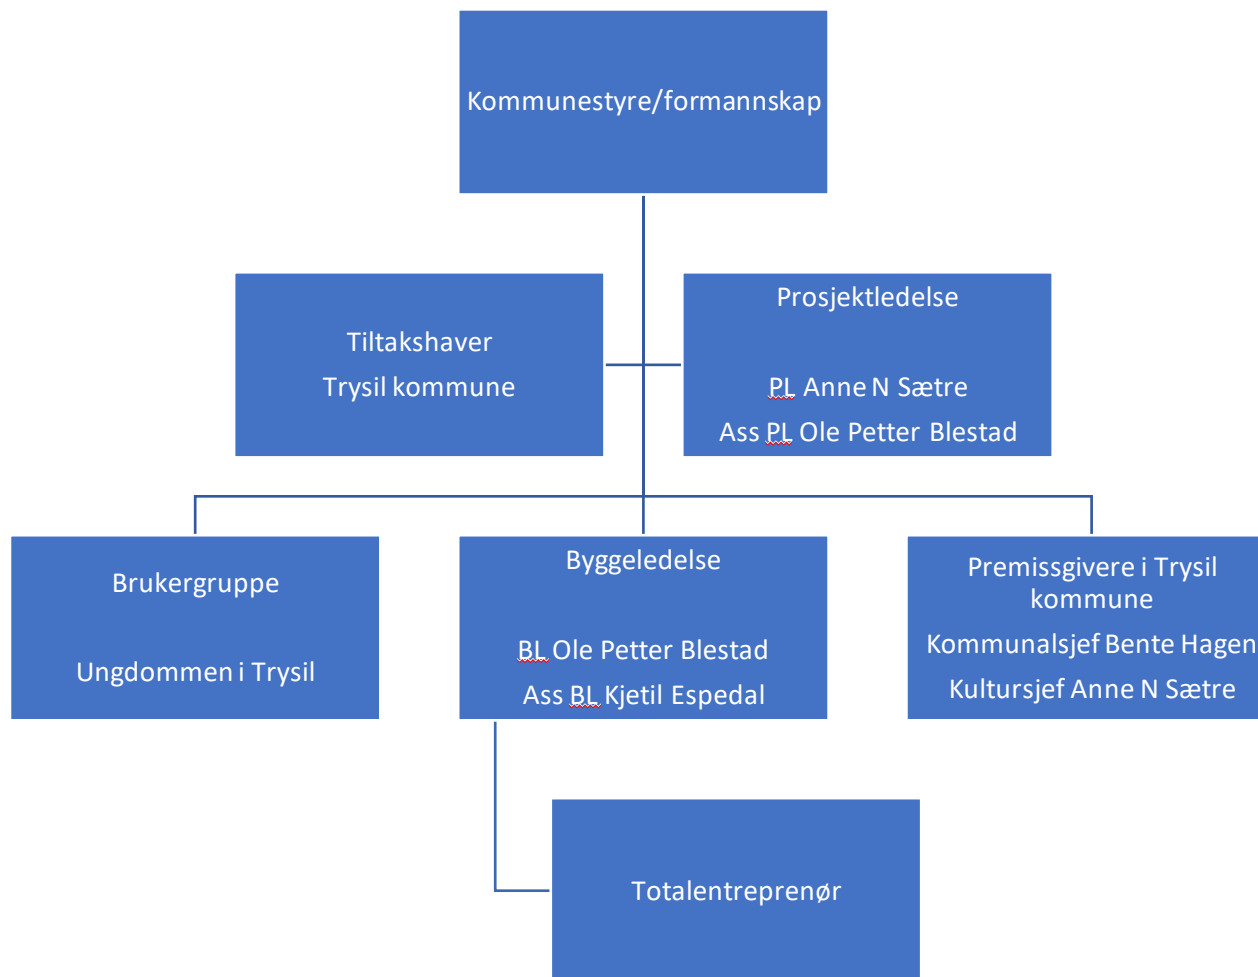 Kommunestyre/formannskap
Tiltakshaver
Trysil kommune
Prosjektledelse
PL Anne N Sætre
Ass PL Ole Petter Blestad
Brukergruppe
Ungdommen i Trysil
Byggeledelse
BL Ole Petter Blestad
Ass BL Kjetil Espedal
Premissgivere i Trysil
kommune
Kommunalsjef Bente Hagen
Kultursjef Anne N Sætre
Totalentreprenør